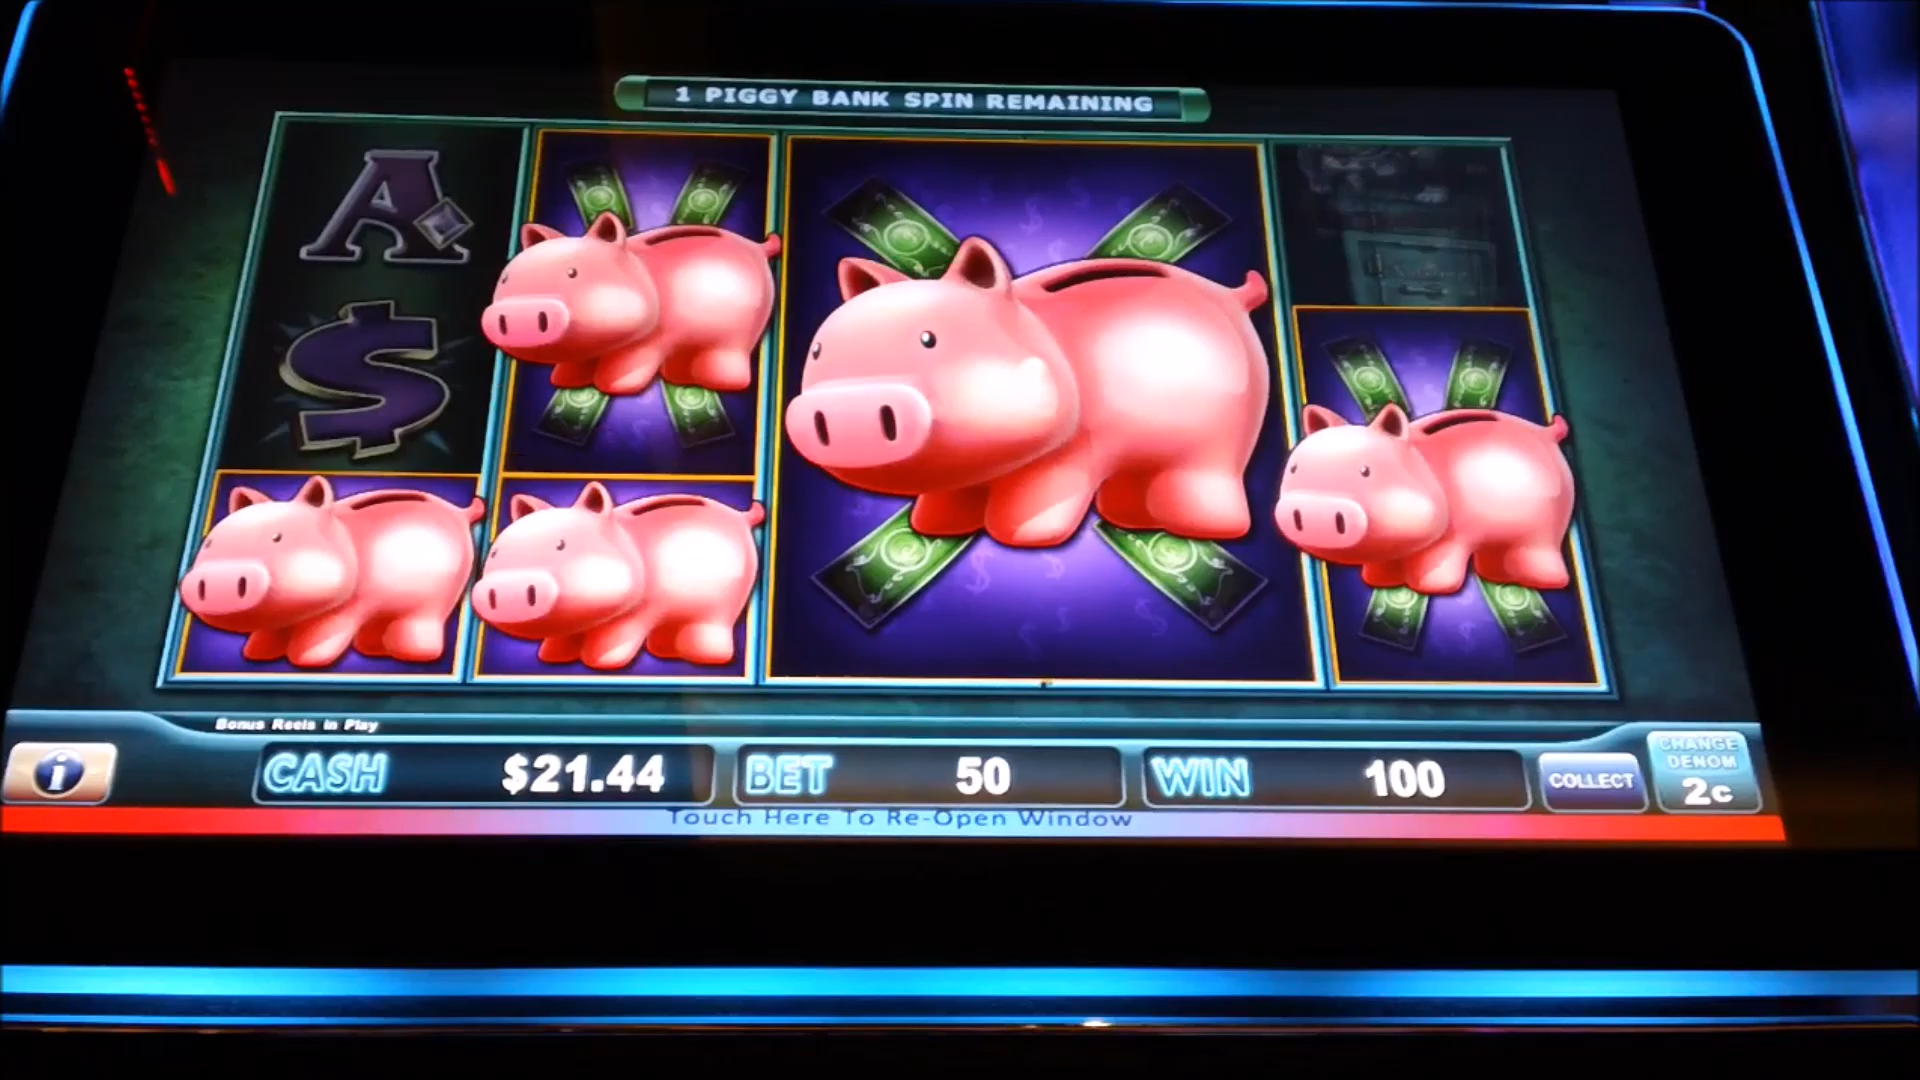 1 PIGGY BANK SPIN REMAINING
A
$
Bonus Reels in Play
i
CASH $21.44
BET 50
WIN 100
COLLECT
CHANGE
DENOM
2c
Touch Here To Re-Open Window